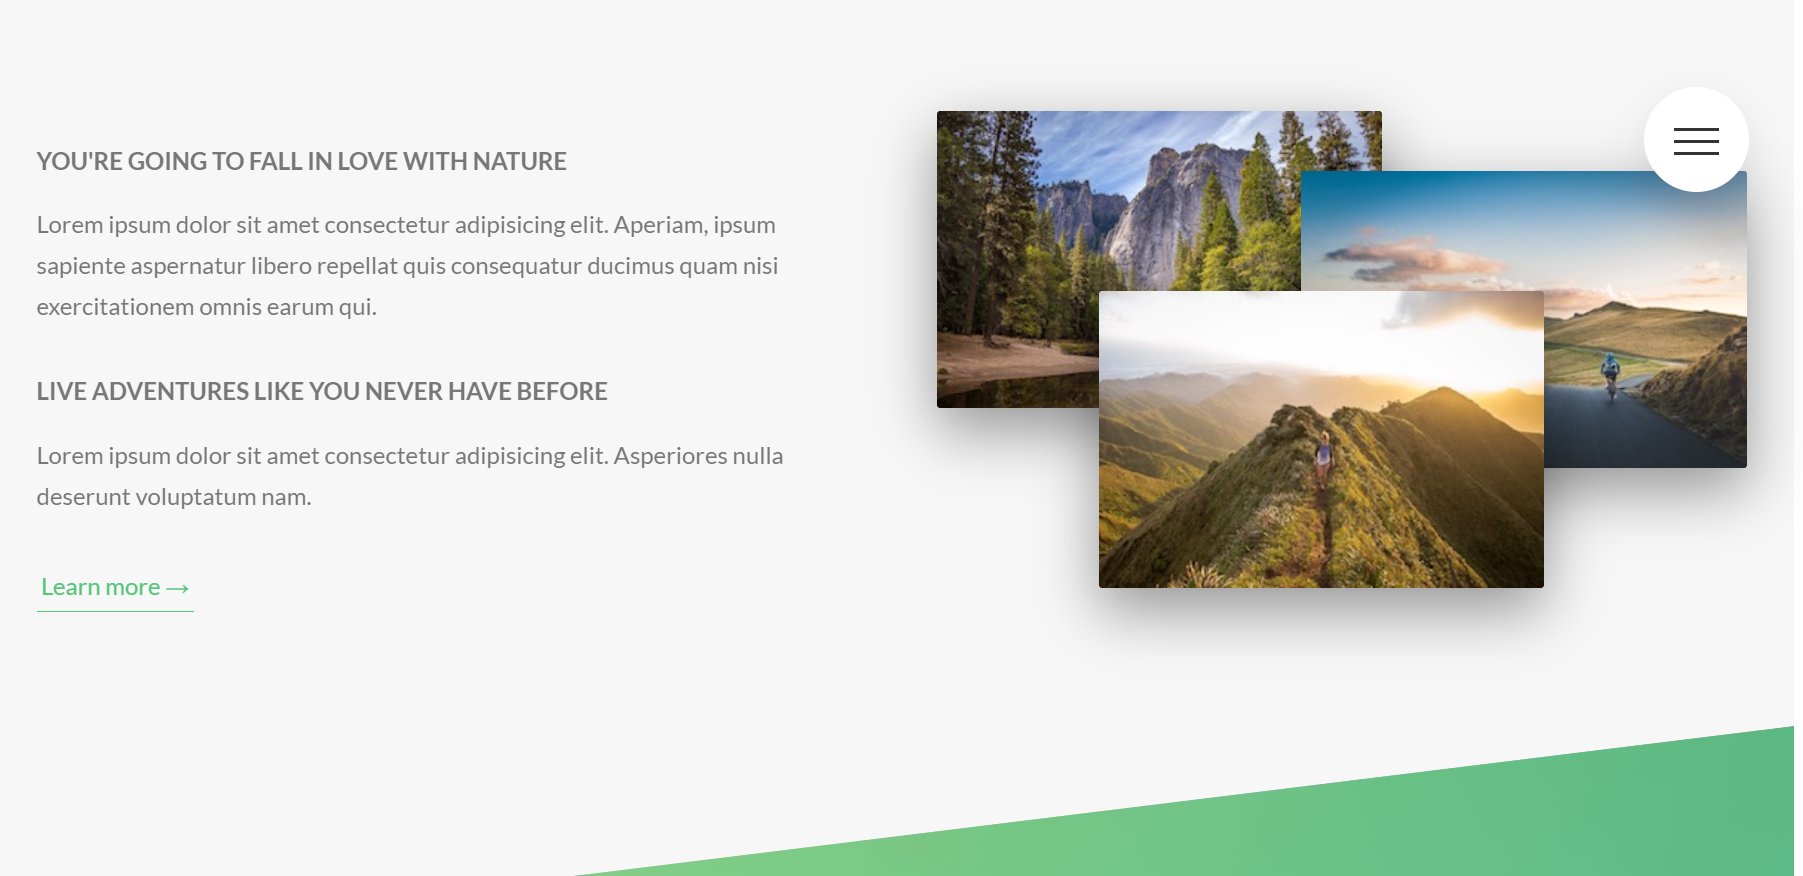 YOU'RE GOING TO FALL IN LOVE WITH NATURE
Lorem ipsum dolor sit amet consectetur adipisicing elit. Aperiam, ipsum
sapiente aspernatur libero repellat quis consequatur ducimus quam nisi
exercitationem omnis earum qui.
LIVE ADVENTURES LIKE YOU NEVER HAVE BEFORE
Lorem ipsum dolor sit amet consectetur adipisicing elit. Asperiores nulla
deserunt voluptatum nam.
Learn more →